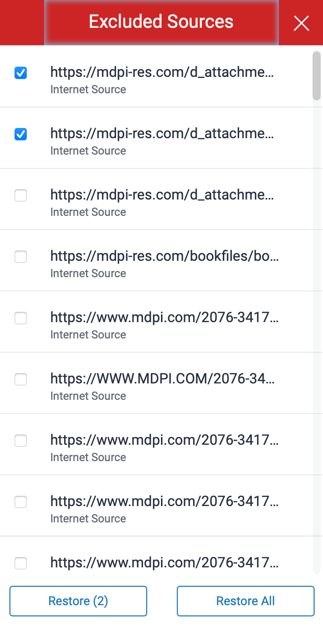 Excluded Sources
https://mdpi-res.com/d_attachme...
Internet Source
https://mdpi-res.com/d_attachme...
Internet Source
https://mdpi-res.com/d_attachme...
Internet Source
https://mdpi-res.com/bookfiles/bo...
Internet Source
https://www.mdpi.com/2076-3417...
Internet Source
https://WWW.MDPI.COM/2076-34...
Internet Source
https://www.mdpi.com/2076-3417...
Internet Source
https://www.mdpi.com/2076-3417...
Internet Source
https://www.mdpi.com/2076-3417...
Restore (2)
Restore All